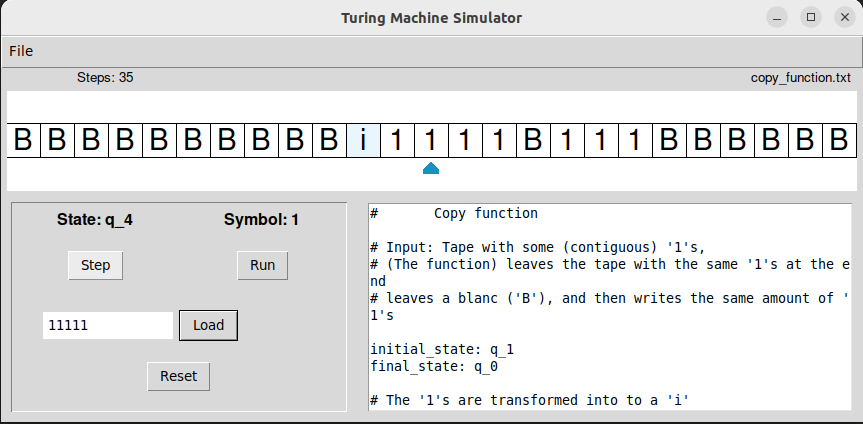 Turing Machine Simulator
File
Steps: 35 copy_function.txt
B B B B B B B B B B i 1 1 1 1 B 1 1 1 B B B B B B
State: q_4 Symbol: 1
Step Run
11111 Load
Reset
# Copy function
# Input: Tape with some (contiguous) '1's,
# (The function) leaves the tape with the same '1's at the e
nd
# leaves a blanc ('B'), and then writes the same amount of '
1's
initial_state: q_1
final_state: q_0
# The '1's are transformed into to a 'i'